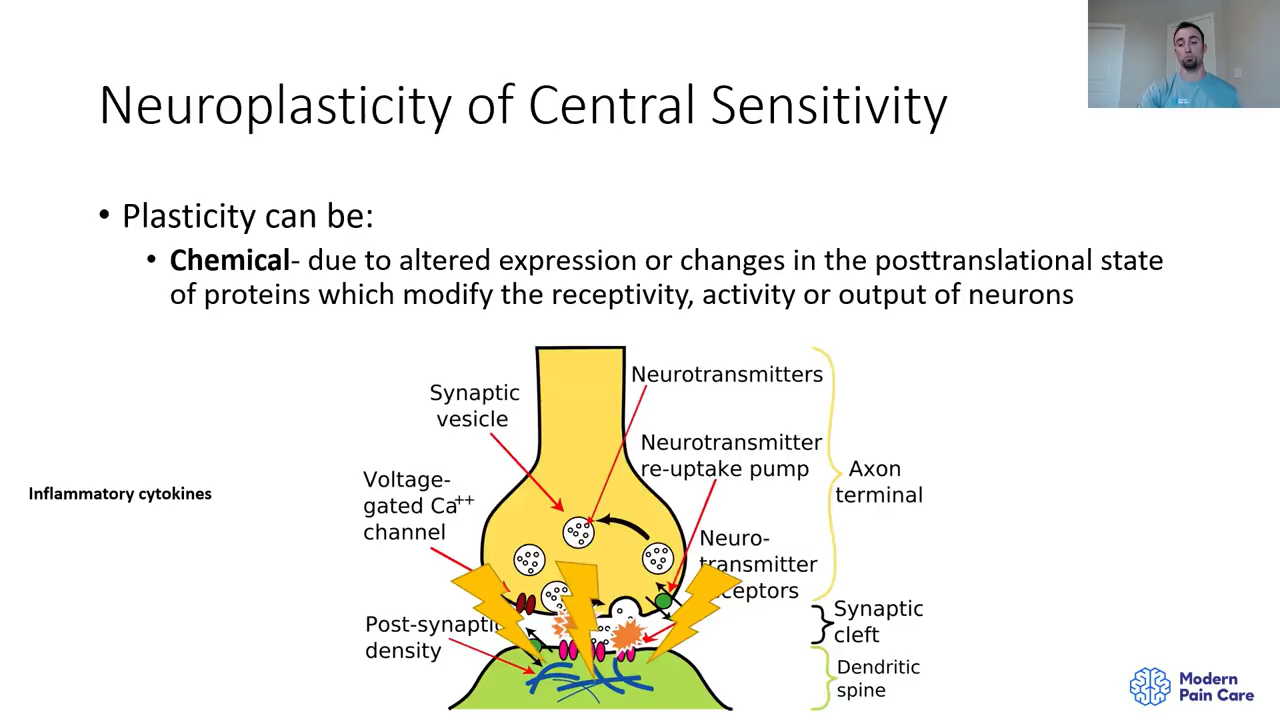 Neuroplasticity of Central Sensitivity
• Plasticity can be:
• Chemical- due to altered expression or changes in the posttranslational state
of proteins which modify the receptivity, activity or output of neurons
Neurotransmitters
Synaptic
vesicle
Neurotransmitter
re-uptake pump
Axon
terminal
Voltage-
gated Ca++
channel
Inflammatory cytokines
Neuro-
transmitter
receptors
Synaptic
cleft
Post-synaptic
density
Dendritic
spine
Modern
Pain Care